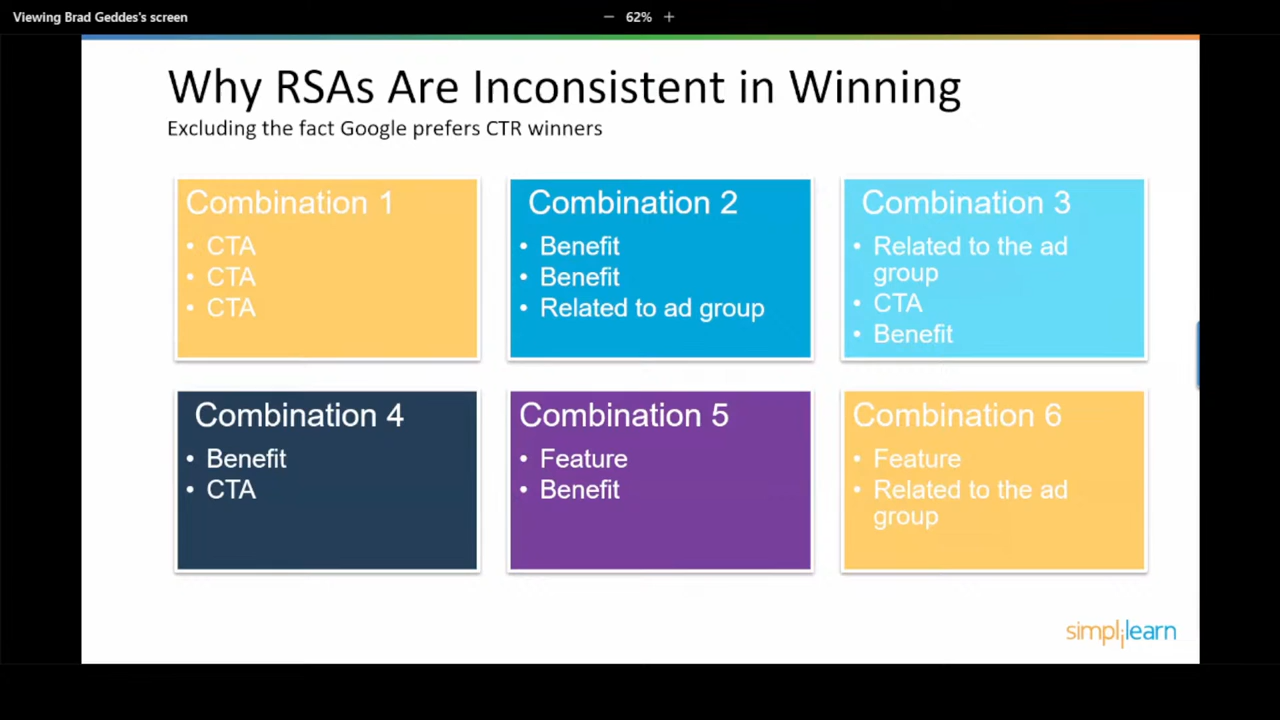 Viewing Brad Geddes's screen
− 62% +
Why RSAs Are Inconsistent in Winning
Excluding the fact Google prefers CTR winners
Combination 1
• CTA
• CTA
• CTA
Combination 2
• Benefit
• Benefit
• Related to ad group
Combination 3
• Related to the ad
group
• CTA
• Benefit
Combination 4
• Benefit
• CTA
Combination 5
• Feature
• Benefit
Combination 6
• Feature
• Related to the ad
group
simplilearn